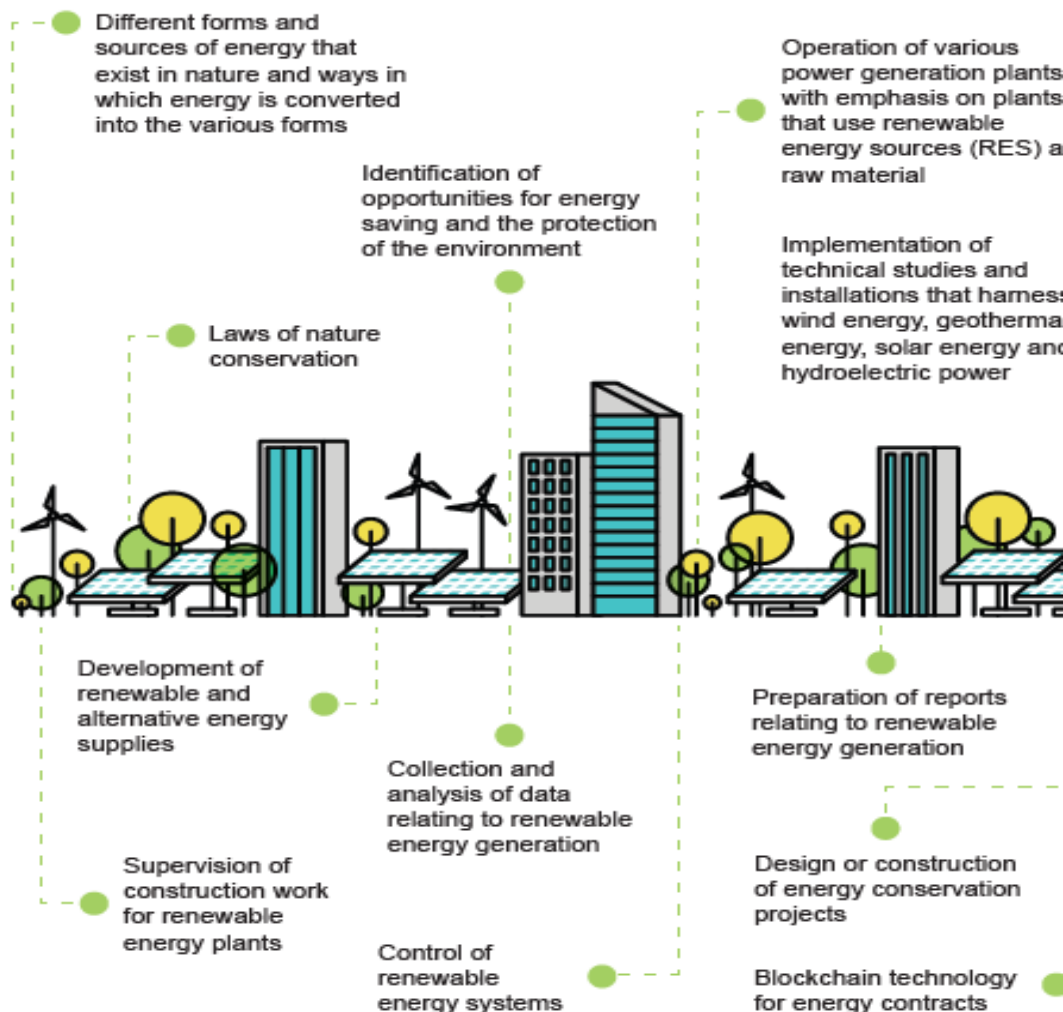 Different forms and
sources of energy that
exist in nature and ways in
which energy is converted
into the various forms
Operation of various
power generation plants
with emphasis on plants
that use renewable
energy sources (RES) a
raw material
Identification of
opportunities for energy
saving and the protection
of the environment
Implementation of
technical studies and
installations that harness
wind energy, geotherma
energy, solar energy and
hydroelectric power
Laws of nature
conservation
Development of
renewable and
alternative energy
supplies
Preparation of reports
relating to renewable
energy generation
Collection and
analysis of data
relating to renewable
energy generation
Supervision of
construction work
for renewable
energy plants
Design or construction
of energy conservation
projects
Control of
renewable
energy systems
Blockchain technology
for energy contracts